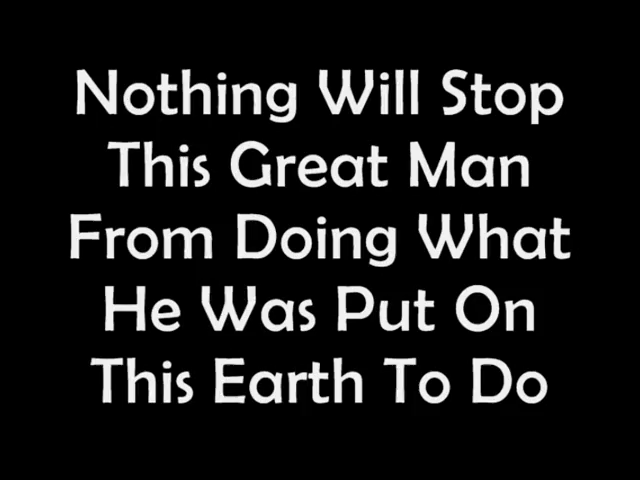 Nothing Will Stop
This Great Man
From Doing What
He Was Put On
This Earth To Do